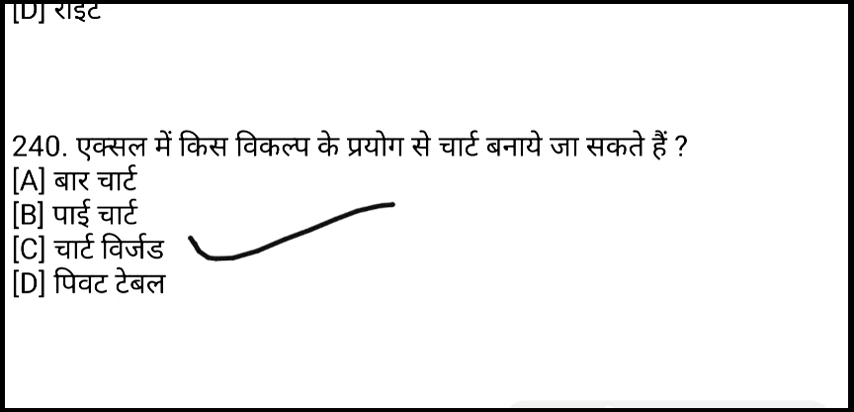 [D] राइट
240. एक्सल में किस विकल्प के प्रयोग से चार्ट बनाये जा सकते हैं ?
[A] बार चार्ट
[B] पाई चार्ट
[C] चार्ट विर्जड
[D] पिवट टेबल